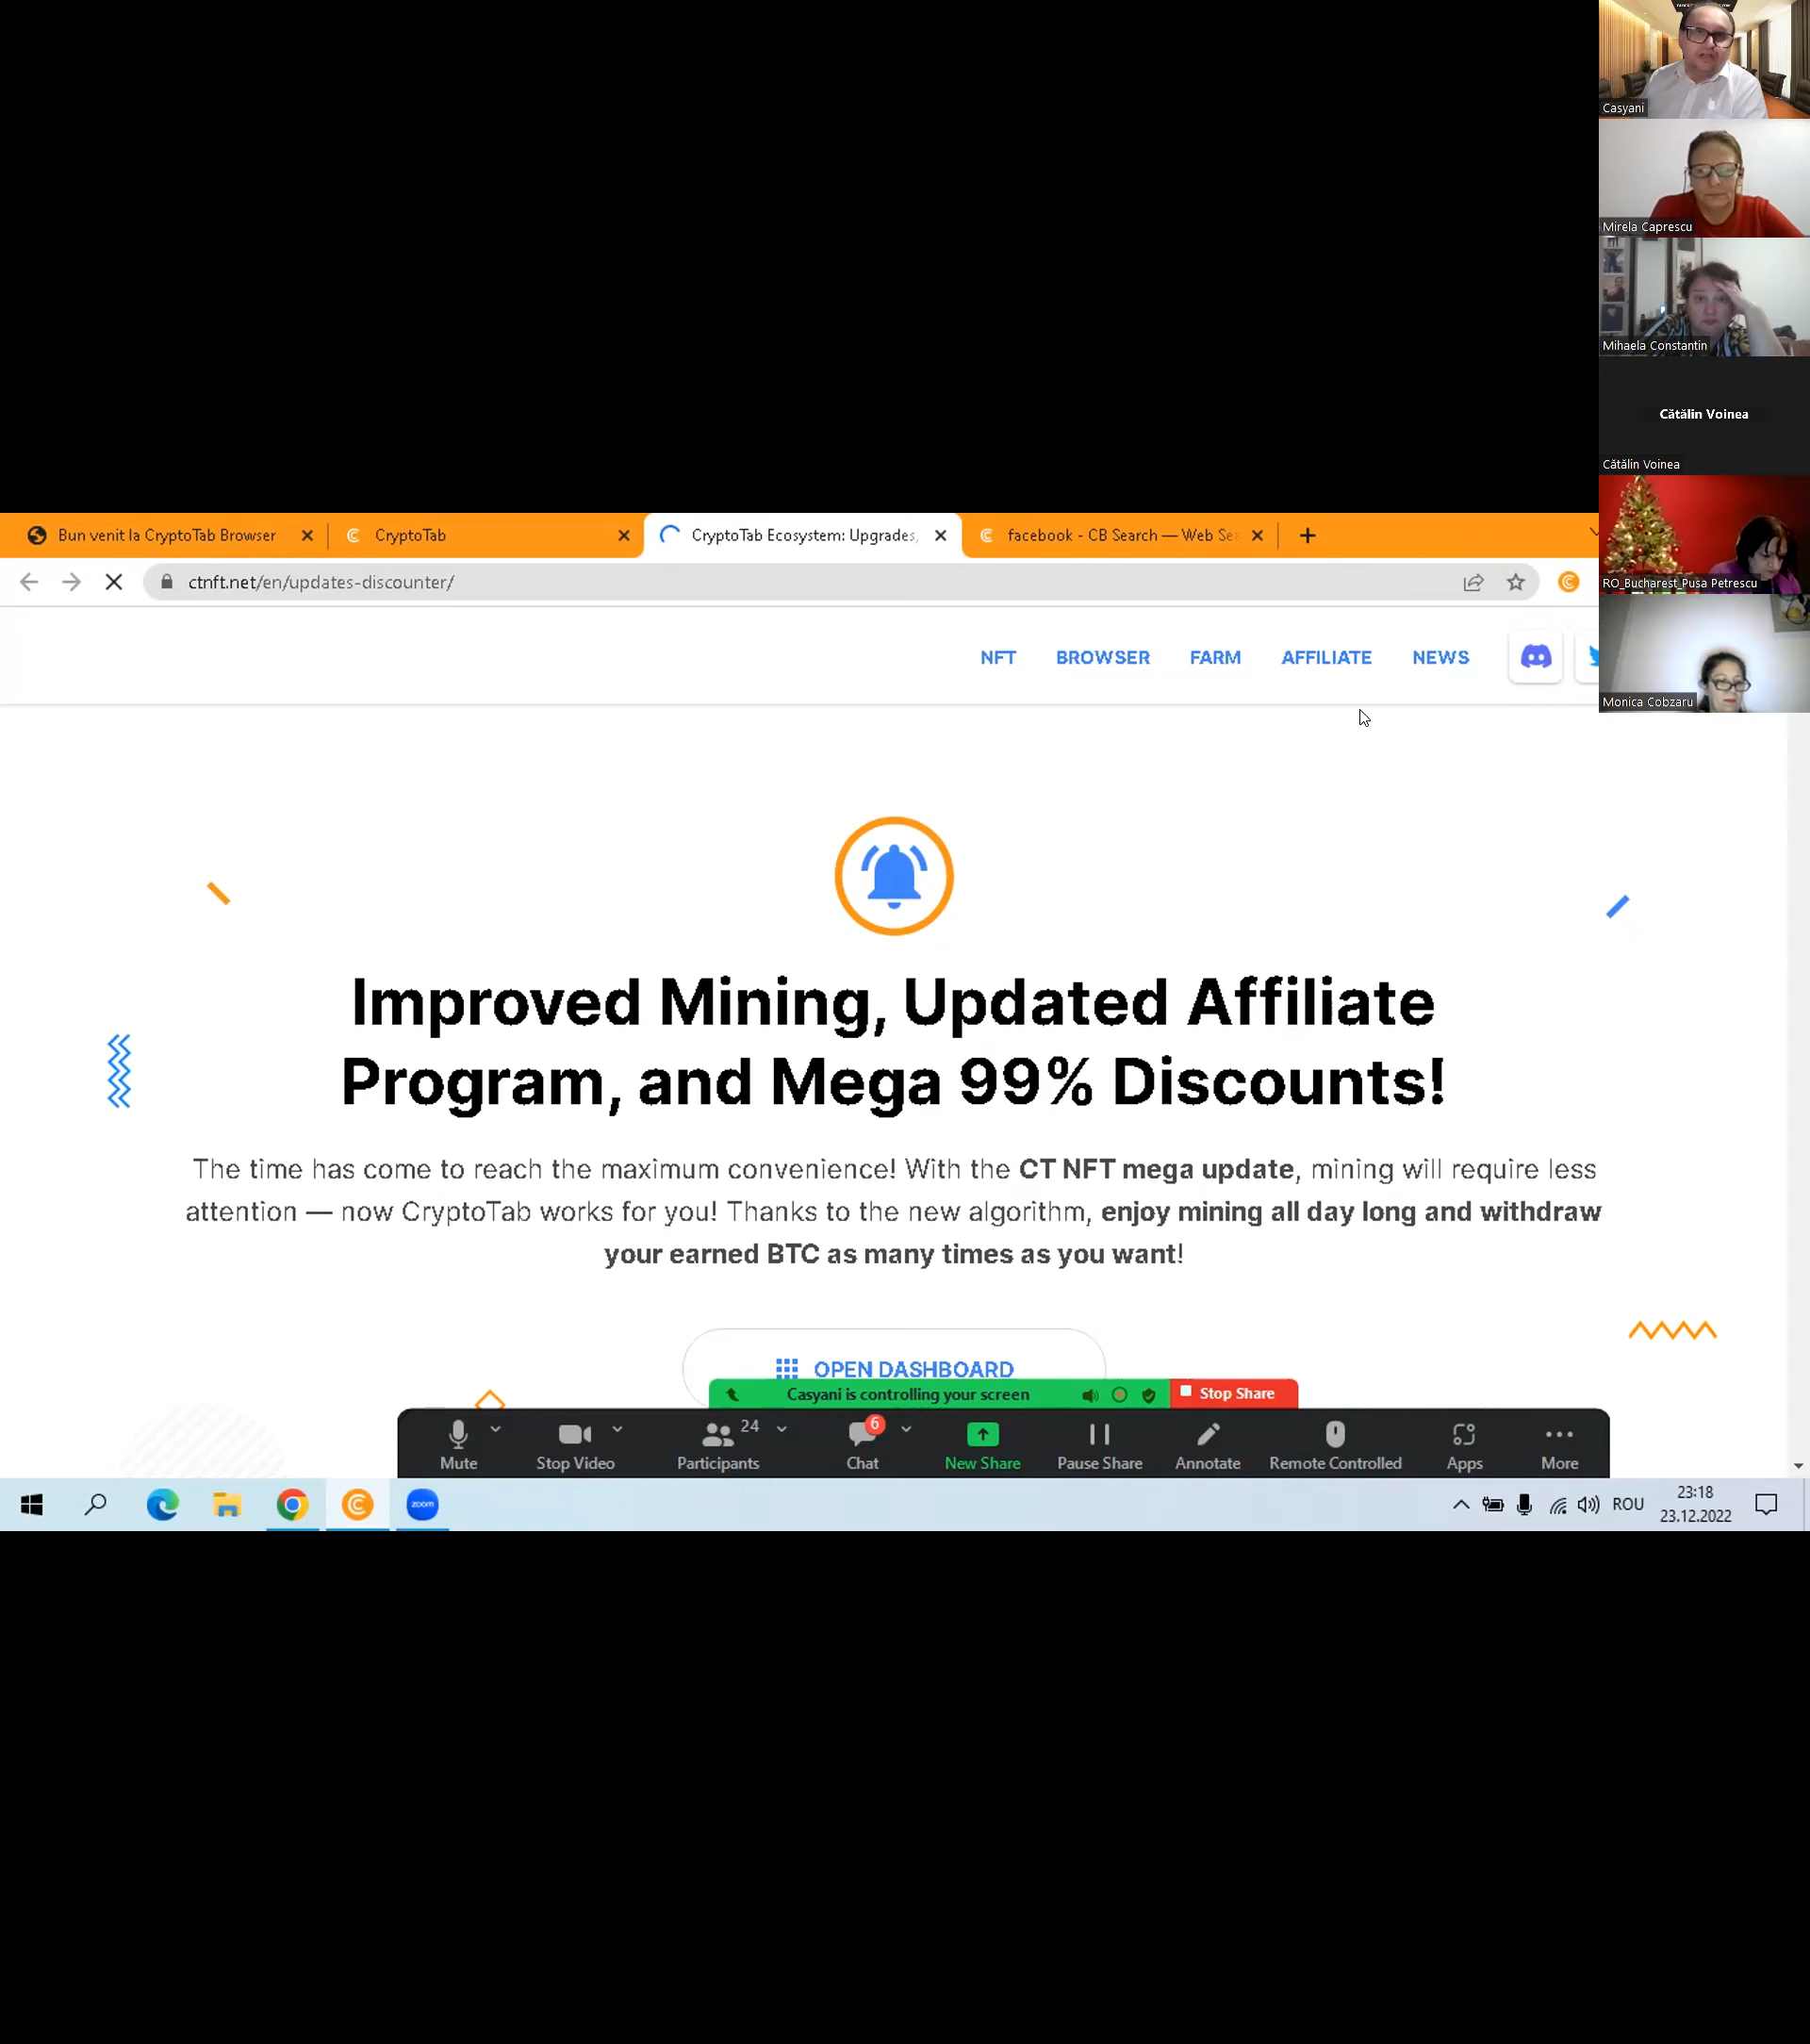 Casyani
Mirela Caprescu
Mihaela Constantin
Cătălin Voinea
Cătălin Voinea
RO_Bucharest_Pusa Petrescu
Monica Cobzaru
Bun venit la CryptoTab Browser
CryptoTab
CryptoTab Ecosystem: Upgrades,
facebook - CB Search — Web Se
ctnft.net/en/updates-discounter/
NFT BROWSER FARM AFFILIATE NEWS
Improved Mining, Updated Affiliate
Program, and Mega 99% Discounts!
The time has come to reach the maximum convenience! With the CT NFT mega update, mining will require less
attention — now CryptoTab works for you! Thanks to the new algorithm, enjoy mining all day long and withdraw
your earned BTC as many times as you want!
OPEN DASHBOARD
Casyani is controlling your screen
Stop Share
24
6
Mute
Stop Video
Participants
Chat
New Share
Pause Share
Annotate
Remote Controlled
Apps
More
zoom
ROU
23:18
23.12.2022